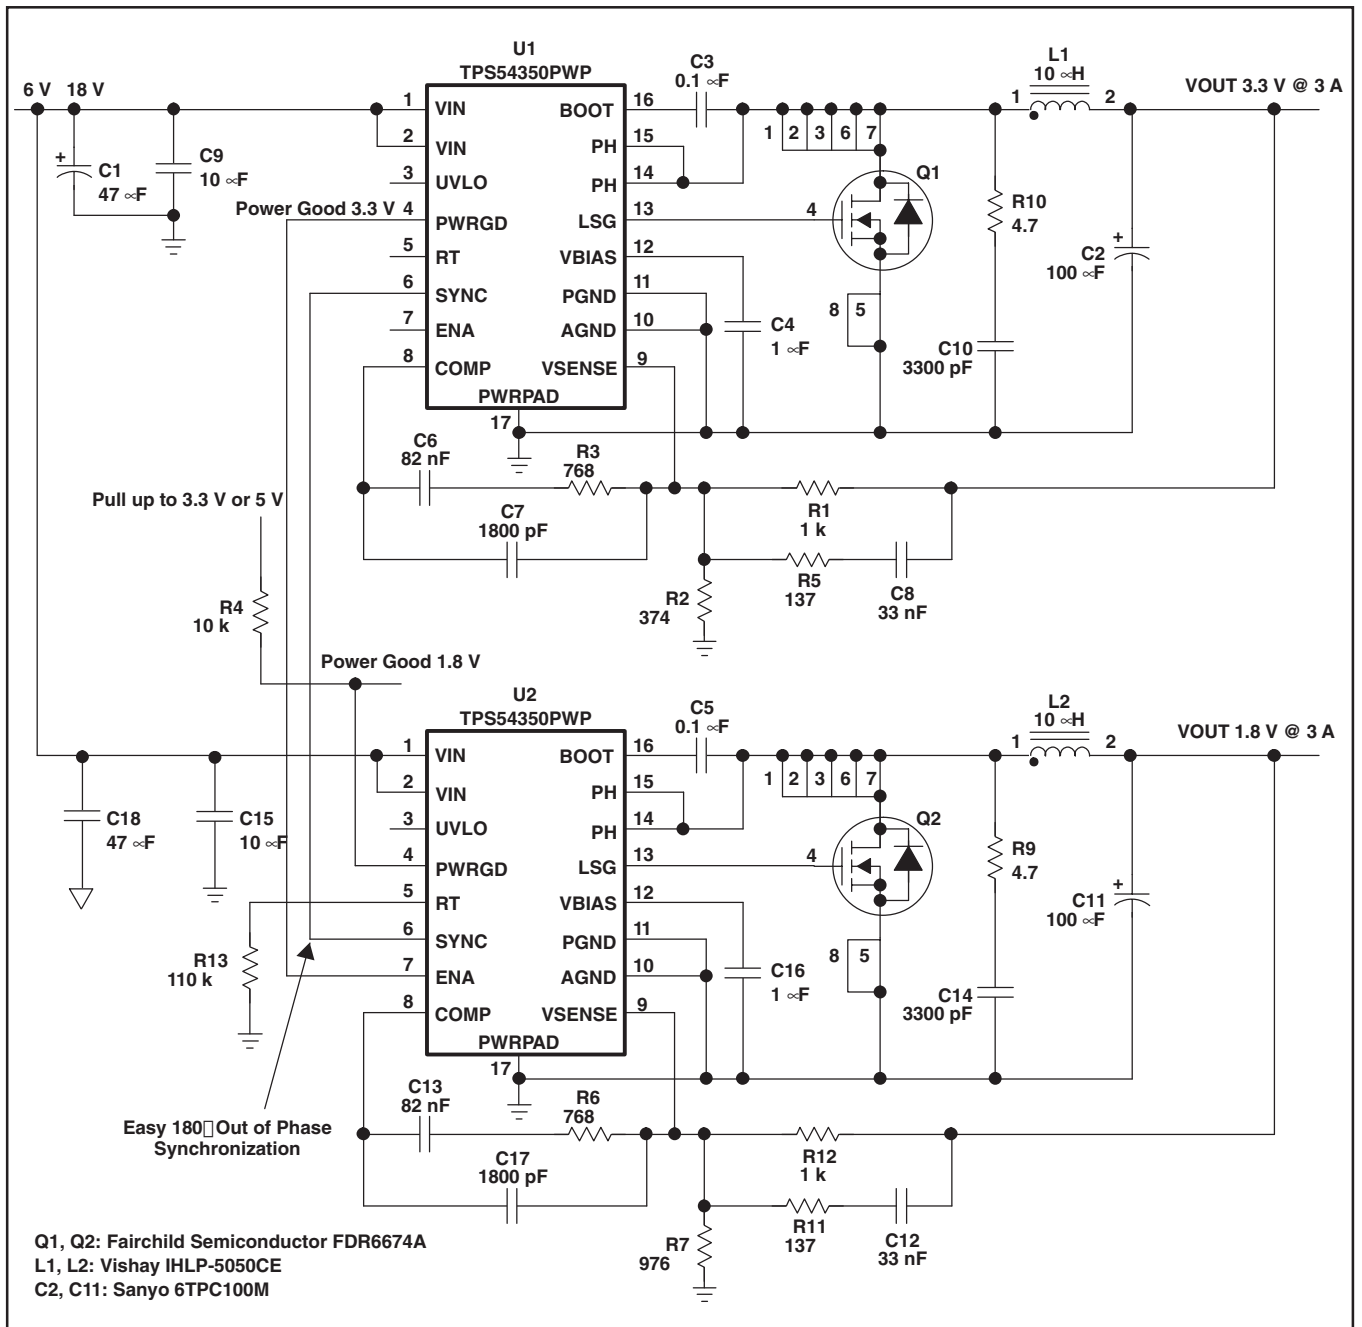 U1
TPS54350PWP
6 V 18 V
C1
47 ∝F
C9
10 ∝F
1 VIN
2 VIN
3 UVLO
Power Good 3.3 V
4 PWRGD
5 RT
6 SYNC
7 ENA
8 COMP
BOOT 16
PH 15
PH 14
LSG 13
VBIAS 12
PGND 11
AGND 10
VSENSE 9
PWRPAD
17
C3
0.1 ∝F
1 2 3 6 7
Q1
4
8 5
C4
1 ∝F
R10
4.7
C10
3300 pF
L1
10 ∝H
1 2
VOUT 3.3 V @ 3 A
C2
100 ∝F
C6
82 nF
R3
768
C7
1800 pF
R1
1 k
R5
137
C8
33 nF
R2
374
Pull up to 3.3 V or 5 V
R4
10 k
Power Good 1.8 V
U2
TPS54350PWP
C18
47 ∝F
C15
10 ∝F
1 VIN
2 VIN
3 UVLO
4 PWRGD
5 RT
6 SYNC
7 ENA
8 COMP
BOOT 16
PH 15
PH 14
LSG 13
VBIAS 12
PGND 11
AGND 10
VSENSE 9
PWRPAD
17
R13
110 k
C5
0.1 ∝F
1 2 3 6 7
Q2
4
8 5
C16
1 ∝F
R9
4.7
C14
3300 pF
L2
10 ∝H
1 2
VOUT 1.8 V @ 3 A
C11
100 ∝F
Easy 180▯ Out of Phase
Synchronization
C13
82 nF
R6
768
C17
1800 pF
R12
1 k
R11
137
C12
33 nF
R7
976
Q1, Q2: Fairchild Semiconductor FDR6674A
L1, L2: Vishay IHLP-5050CE
C2, C11: Sanyo 6TPC100M